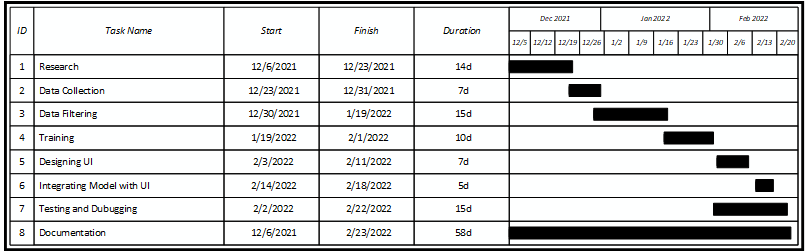 ID Task Name Start Finish Duration Dec 2021 Jan 2022 Feb 2022
12/5 12/12 12/19 12/26 1/2 1/9 1/16 1/23 1/30 2/6 2/13 2/20
1 Research 12/6/2021 12/23/2021 14d
2 Data Collection 12/23/2021 12/31/2021 7d
3 Data Filtering 12/30/2021 1/19/2022 15d
4 Training 1/19/2022 2/1/2022 10d
5 Designing UI 2/3/2022 2/11/2022 7d
6 Integrating Model with UI 2/14/2022 2/18/2022 5d
7 Testing and Dubugging 2/2/2022 2/22/2022 15d
8 Documentation 12/6/2021 2/23/2022 58d